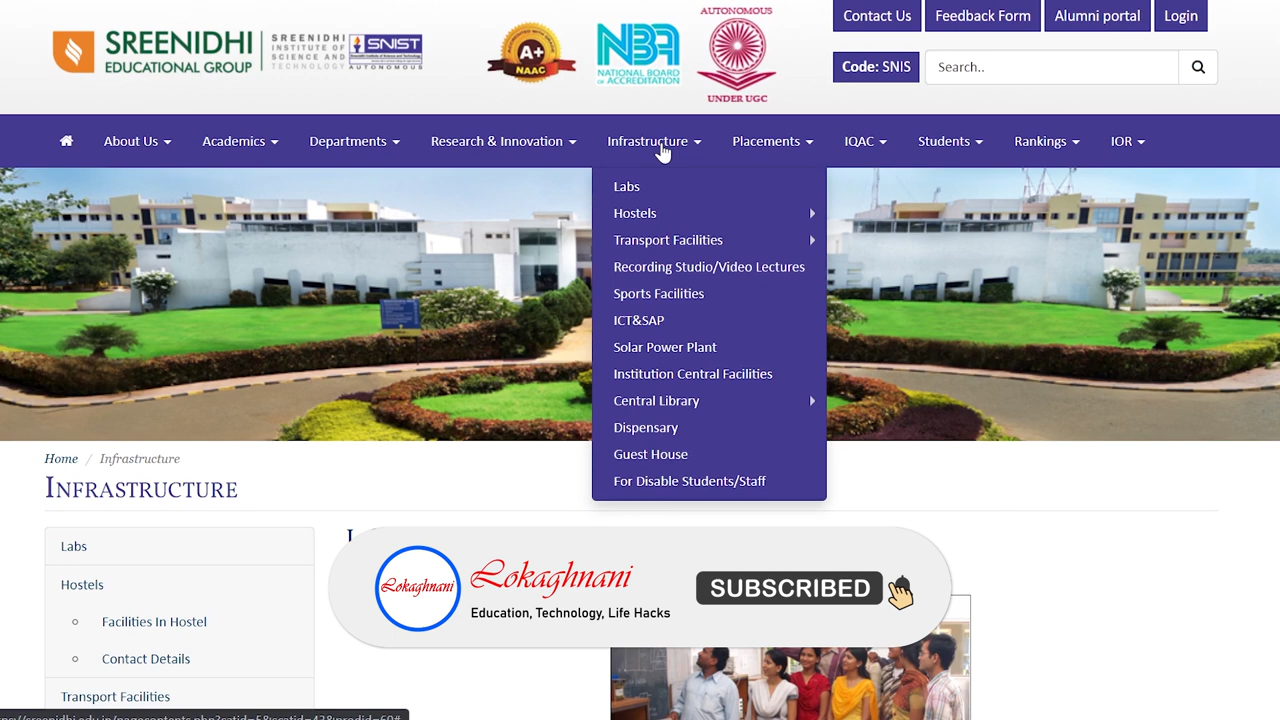 SREENIDHI
EDUCATIONAL GROUP
SREENIDHI
INSTITUTE OF
SCIENCE AND
TECHNOLOGY
SNIST
AUTONOMOUS
A+
NAAC
NBA
NATIONAL BOARD
of ACCREDITATION
AUTONOMOUS
UNDER UGC
Contact Us
Feedback Form
Alumni portal
Login
Code: SNIS
Search..
About Us
Academics
Departments
Research & Innovation
Infrastructure
Placements
IQAC
Students
Rankings
IOR
Labs
Hostels
Transport Facilities
Recording Studio/Video Lectures
Sports Facilities
ICT&SAP
Solar Power Plant
Institution Central Facilities
Central Library
Dispensary
Guest House
For Disable Students/Staff
Home / Infrastructure
INFRASTRUCTURE
Labs
Hostels
Facilities In Hostel
Contact Details
Transport Facilities
Lokaghnani
Lokaghnani
Education, Technology, Life Hacks
SUBSCRIBED